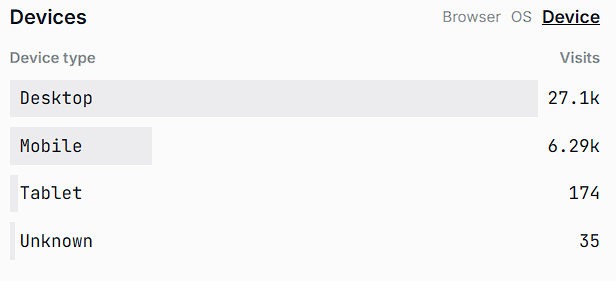 Devices Browser OS Device
Device type Visits
Desktop 27.1k
Mobile 6.29k
Tablet 174
Unknown 35